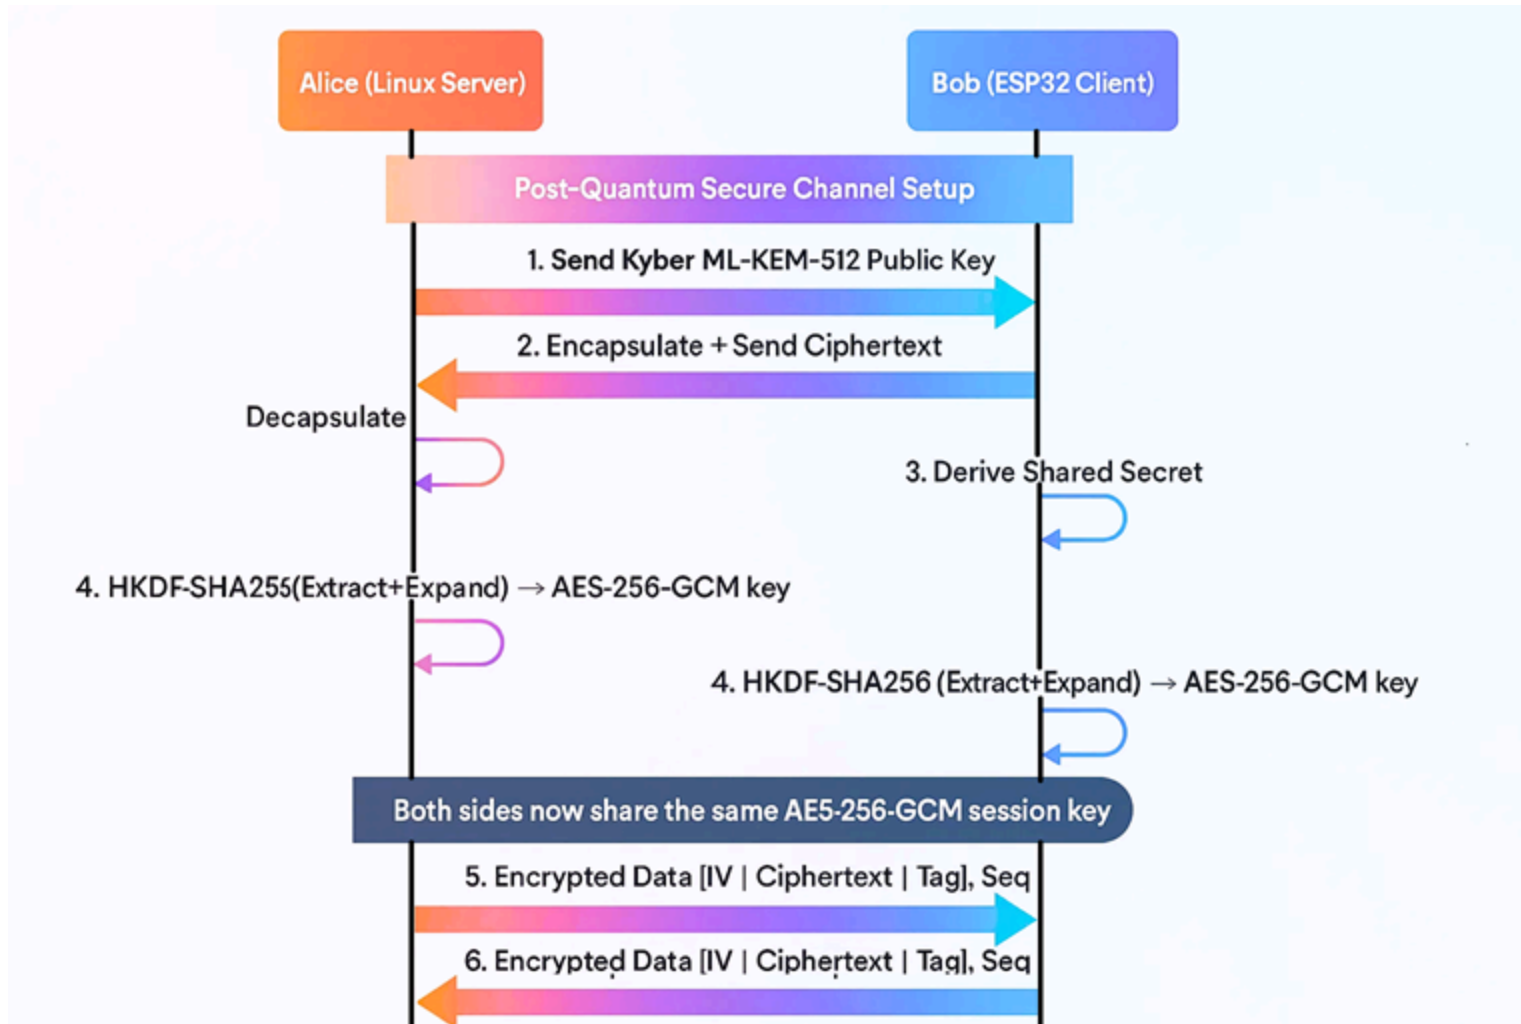 Alice (Linux Server)
Bob (ESP32 Client)
Post-Quantum Secure Channel Setup
1. Send Kyber ML-KEM-512 Public Key
2. Encapsulate + Send Ciphertext
Decapsulate
3. Derive Shared Secret
4. HKDF-SHA256(Extract+Expand) → AES-256-GCM key
4. HKDF-SHA256 (Extract+Expand) → AES-256-GCM key
Both sides now share the same AE5-256-GCM session key
5. Encrypted Data [IV | Ciphertext | Tag], Seq
6. Encrypted Data [IV | Ciphertext | Tag], Seq